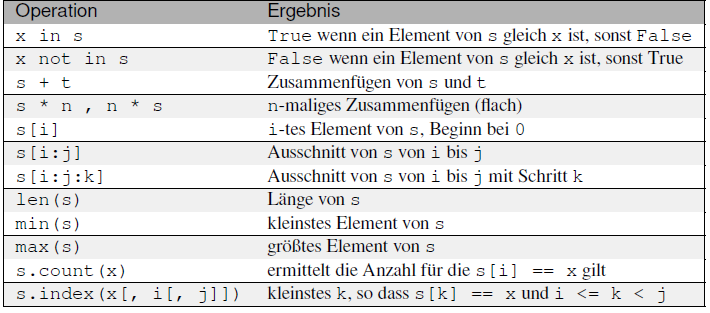 Operation Ergebnis
x in s True wenn ein Element von s gleich x ist, sonst False
x not in s False wenn ein Element von s gleich x ist, sonst True
s + t Zusammenfügen von s und t
s * n , n * s n-maliges Zusammenfügen (flach)
s[i] i-tes Element von s, Beginn bei 0
s[i:j] Ausschnitt von s von i bis j
s[i:j:k] Ausschnitt von s von i bis j mit Schritt k
len(s) Länge von s
min(s) kleinstes Element von s
max(s) größtes Element von s
s.count(x) ermittelt die Anzahl für die s[i] == x gilt
s.index(x[, i[, j]]) kleinstes k, so dass s[k] == x und i <= k < j